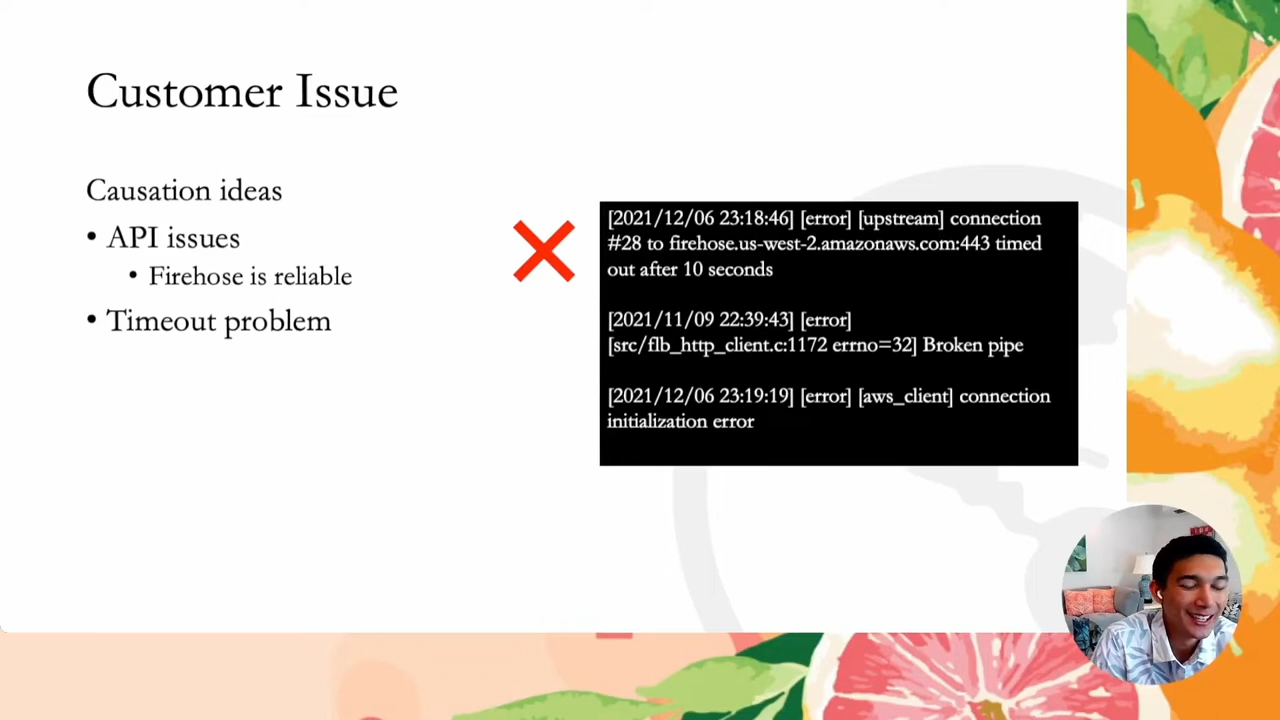 Customer Issue
Causation ideas
• API issues
• Firehose is reliable
• Timeout problem
[2021/12/06 23:18:46] [error] [upstream] connection
#28 to firehose.us-west-2.amazonaws.com:443 timed
out after 10 seconds
[2021/11/09 22:39:43] [error]
[src/flb_http_client.c:1172 errno=32] Broken pipe
[2021/12/06 23:19:19] [error] [aws_client] connection
initialization error